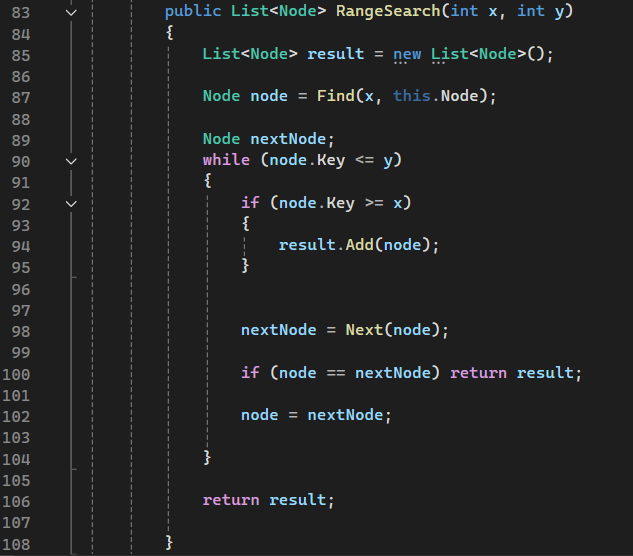 83 public List<Node> RangeSearch(int x, int y)
84 {
85 List<Node> result = new List<Node>();
86
87 Node node = Find(x, this.Node);
88
89 Node nextNode;
90 while (node.Key <= y)
91 {
92 if (node.Key >= x)
93 {
94 result.Add(node);
95 }
96
97
98 nextNode = Next(node);
99
100 if (node == nextNode) return result;
101
102 node = nextNode;
103
104 }
105
106 return result;
107
108 }